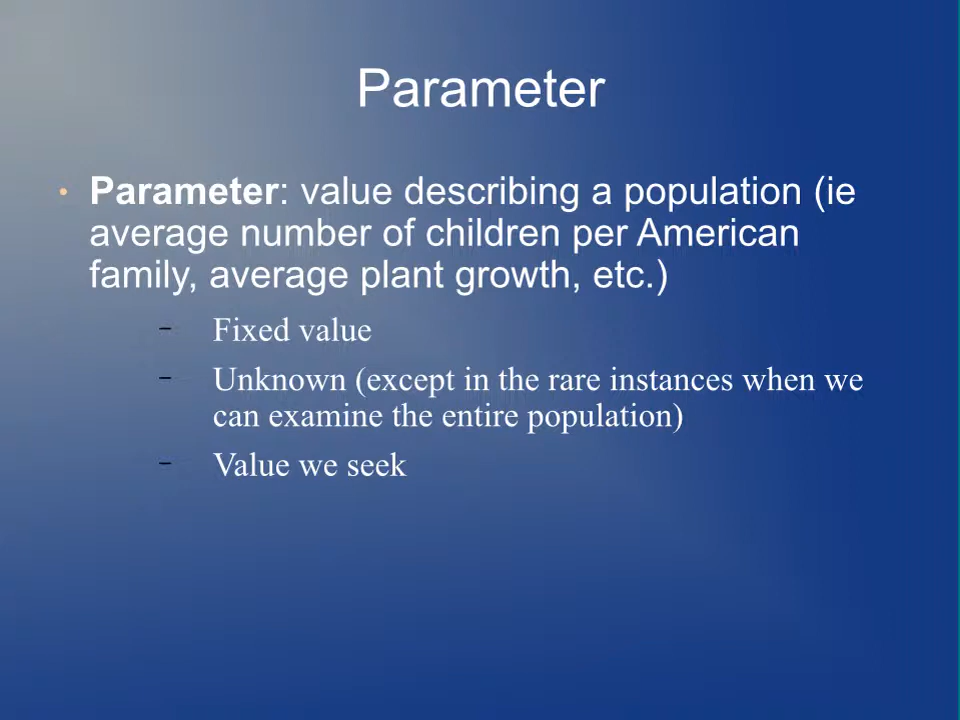 Parameter
• Parameter: value describing a population (ie
average number of children per American
family, average plant growth, etc.)
– Fixed value
– Unknown (except in the rare instances when we
can examine the entire population)
– Value we seek